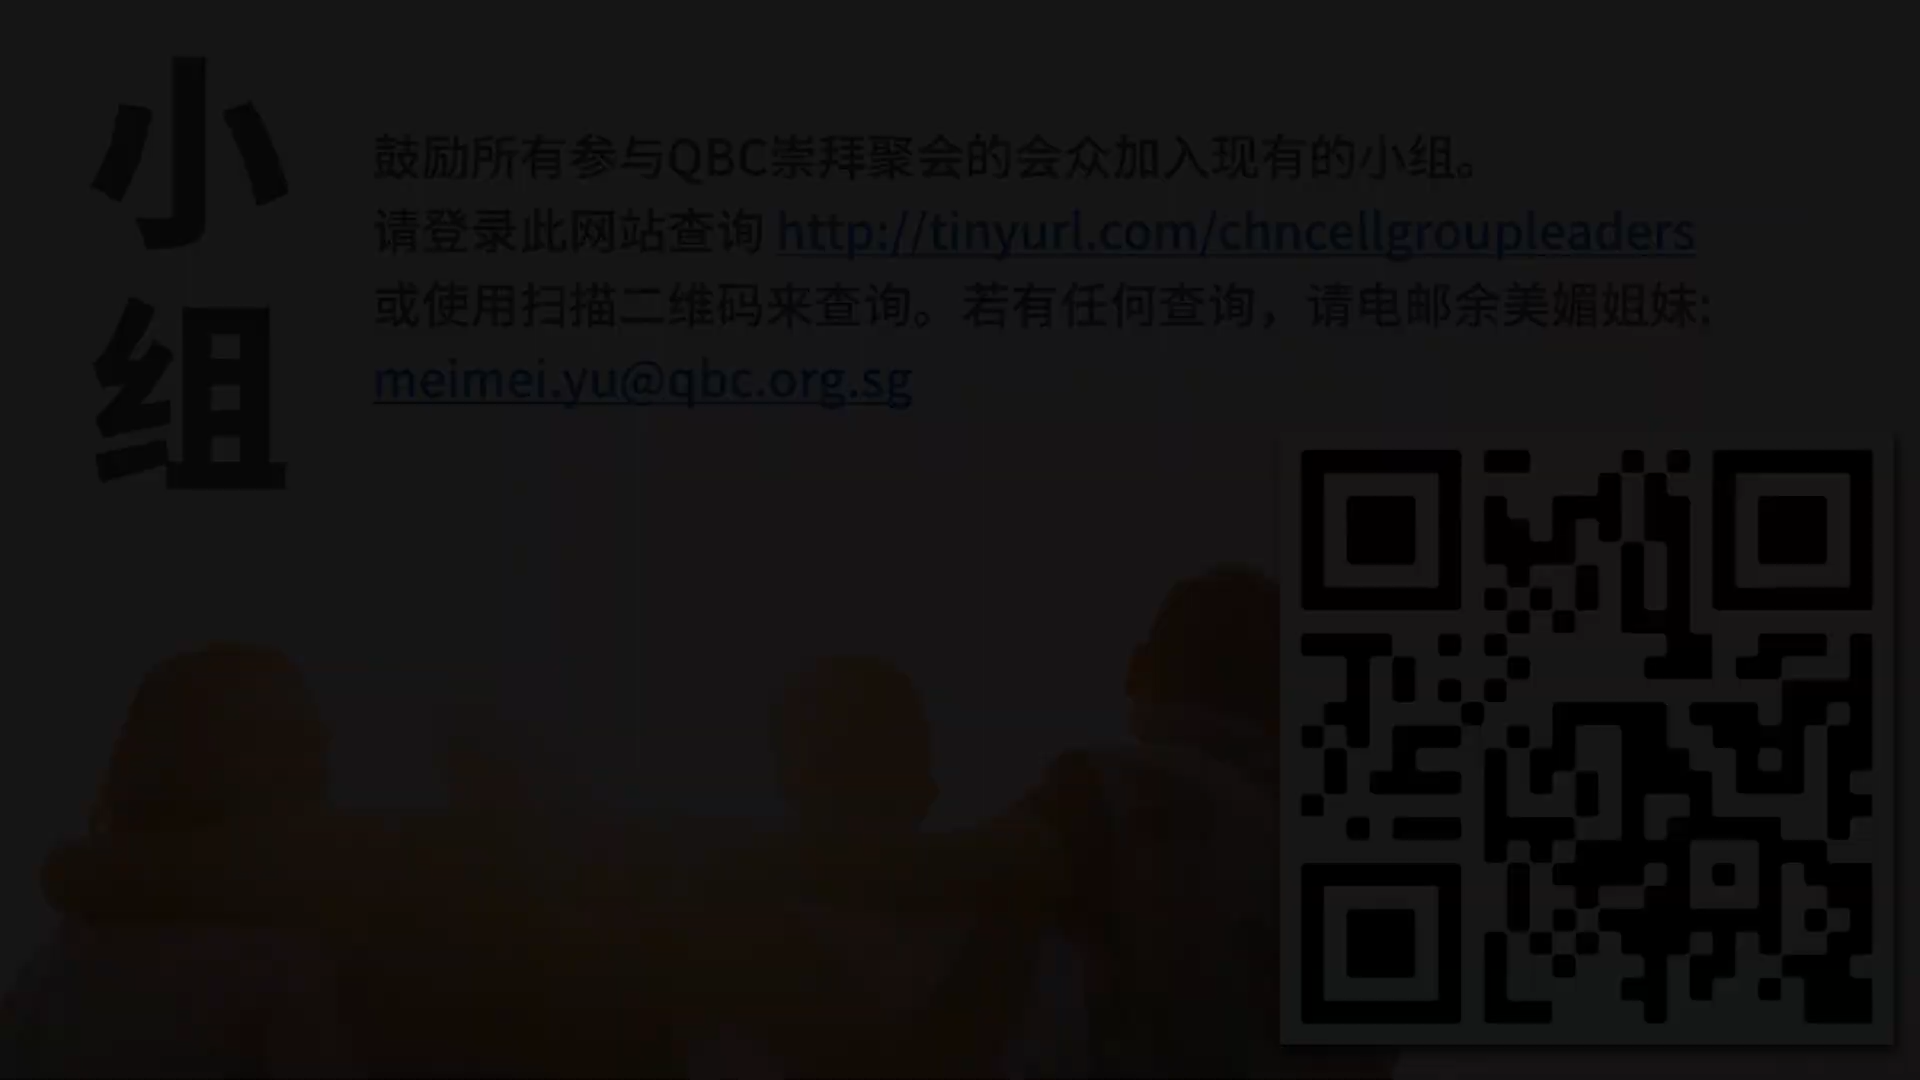 小组
鼓励所有参与QBC崇拜聚会的会众加入现有的小组。
请登录此网站查询 http://tinyurl.com/chncellgroupleaders
或使用扫描二维码来查询。若有任何查询，请电邮余美媚姐妹:
meimei.yu@qbc.org.sg